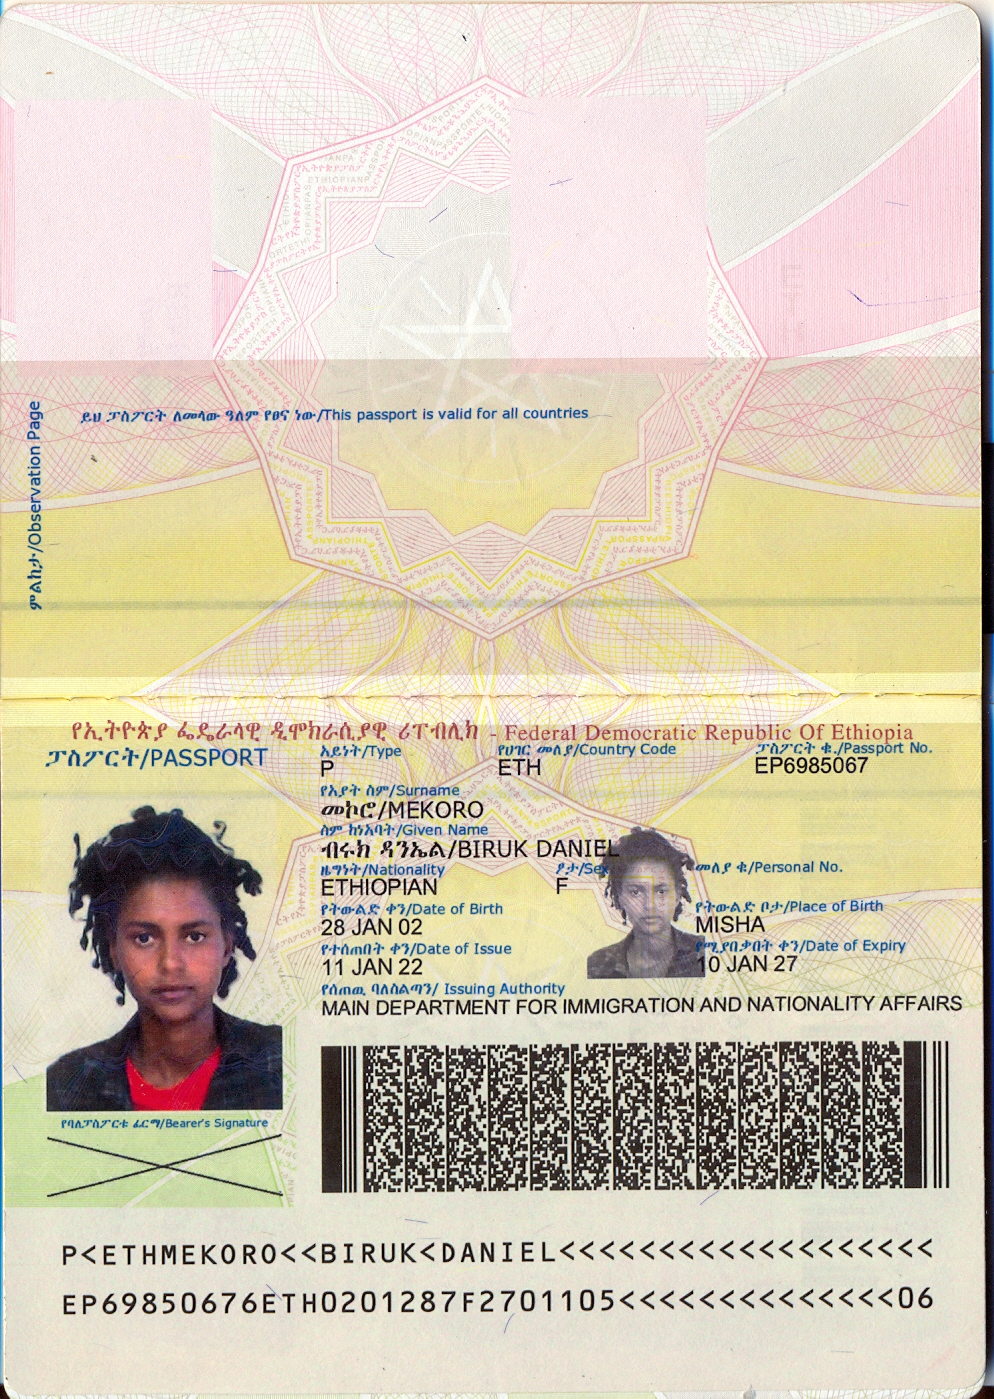 ይህ ፓስፖርት ለመላው ዓለም የፀና ነው/This passport is valid for all countries
ምልከታ/Observation Page
የኢትዮጵያ ፌዴራላዊ ዲሞክራሲያዊ ሪፐብሊክ - Federal Democratic Republic Of Ethiopia
ፓስፖርት/PASSPORT
አይነት/Type
የሀገር መለያ/Country Code
ፓስፖርት ቁ./Passport No.
P
ETH
EP6985067
የአያት ስም/Surname
መኮሮ/MEKORO
ስም ከነአባት/Given Name
ብሩክ ዳንኤል/BIRUK DANIEL
ዜግነት/Nationality
ፆታ/Sex
መለያ ቁ/Personal No.
ETHIOPIAN
F
የትውልድ ቀን/Date of Birth
የትውልድ ቦታ/Place of Birth
28 JAN 02
MISHA
የተሰጠበት ቀን/Date of Issue
የሚያበቃበት ቀን/Date of Expiry
11 JAN 22
10 JAN 27
የሰጠዉ ባለስልጣን/ Issuing Authority
MAIN DEPARTMENT FOR IMMIGRATION AND NATIONALITY AFFAIRS
የባለፓስፖርቱ ፊርማ/Bearer's Signature
P<ETHMEKORO<<BIRUK<DANIEL<<<<<<<<<<<<<<<<<<<
EP69850676ETH0201287F2701105<<<<<<<<<<<<<<06